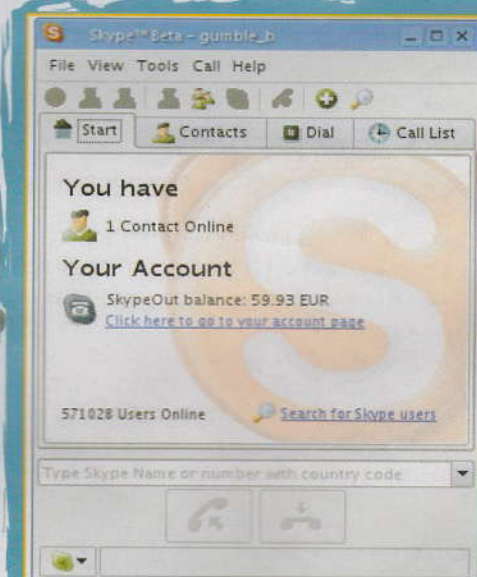 Skype™ Beta - gumble_b
File View Tools Call Help
Start Contacts Dial Call List
You have
1 Contact Online
Your Account
SkypeOut balance: 59.93 EUR
Click here to go to your account page
571028 Users Online Search for Skype users
Type Skype Name or number with country code